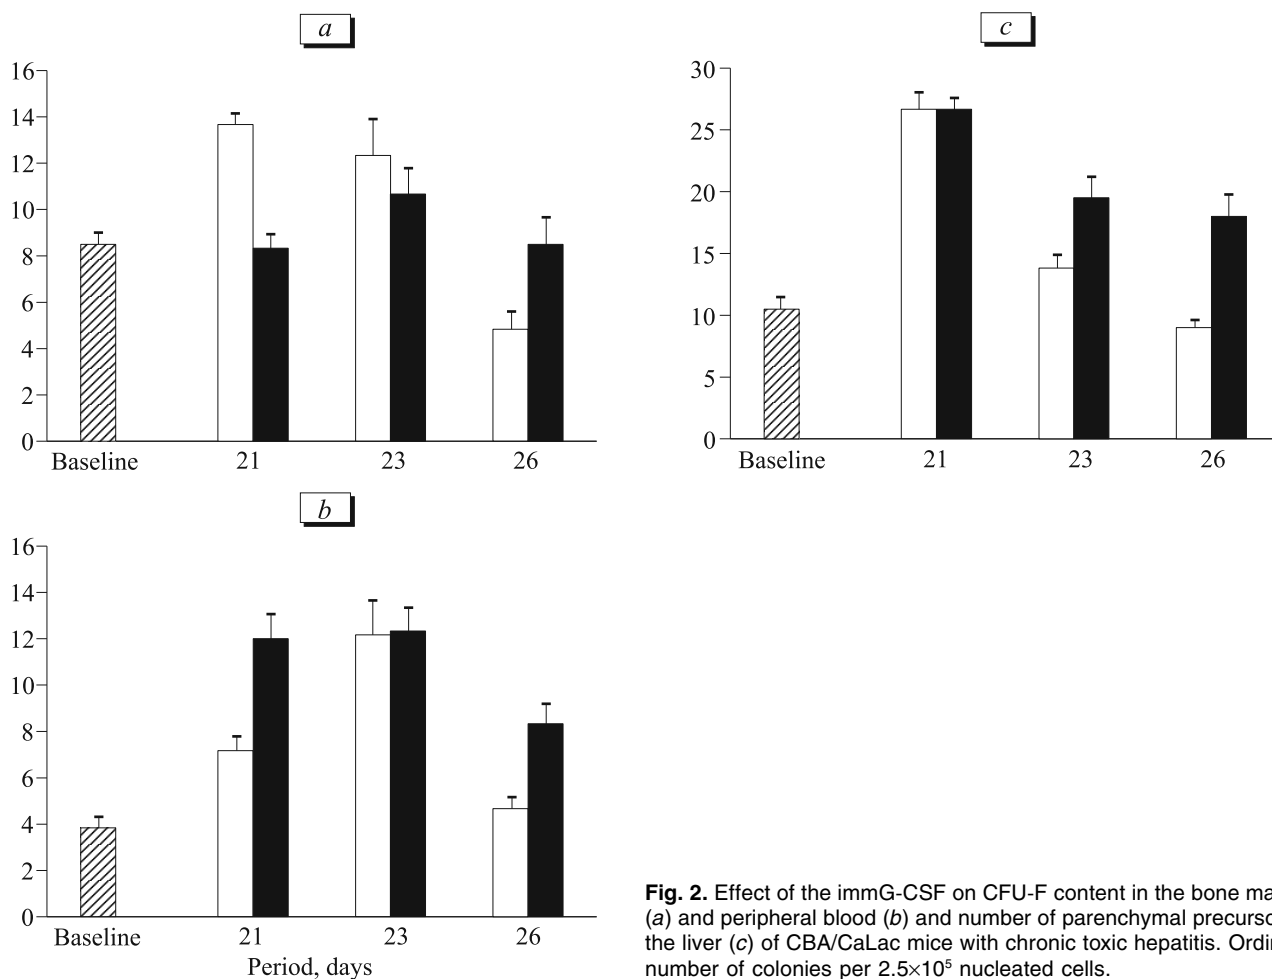 a
16
14
12
10
8
6
4
2
0
Baseline 21 23 26
b
16
14
12
10
8
6
4
2
0
Baseline 21 23 26
Period, days
c
30
25
20
15
10
5
0
Baseline 21 23 26
Fig. 2. Effect of the immG-CSF on CFU-F content in the bone
(a) and peripheral blood (b) and number of parenchymal
the liver (c) of CBA/CaLac mice with chronic toxic hepatitis.
number of colonies per 2.5×10⁵ nucleated cells.